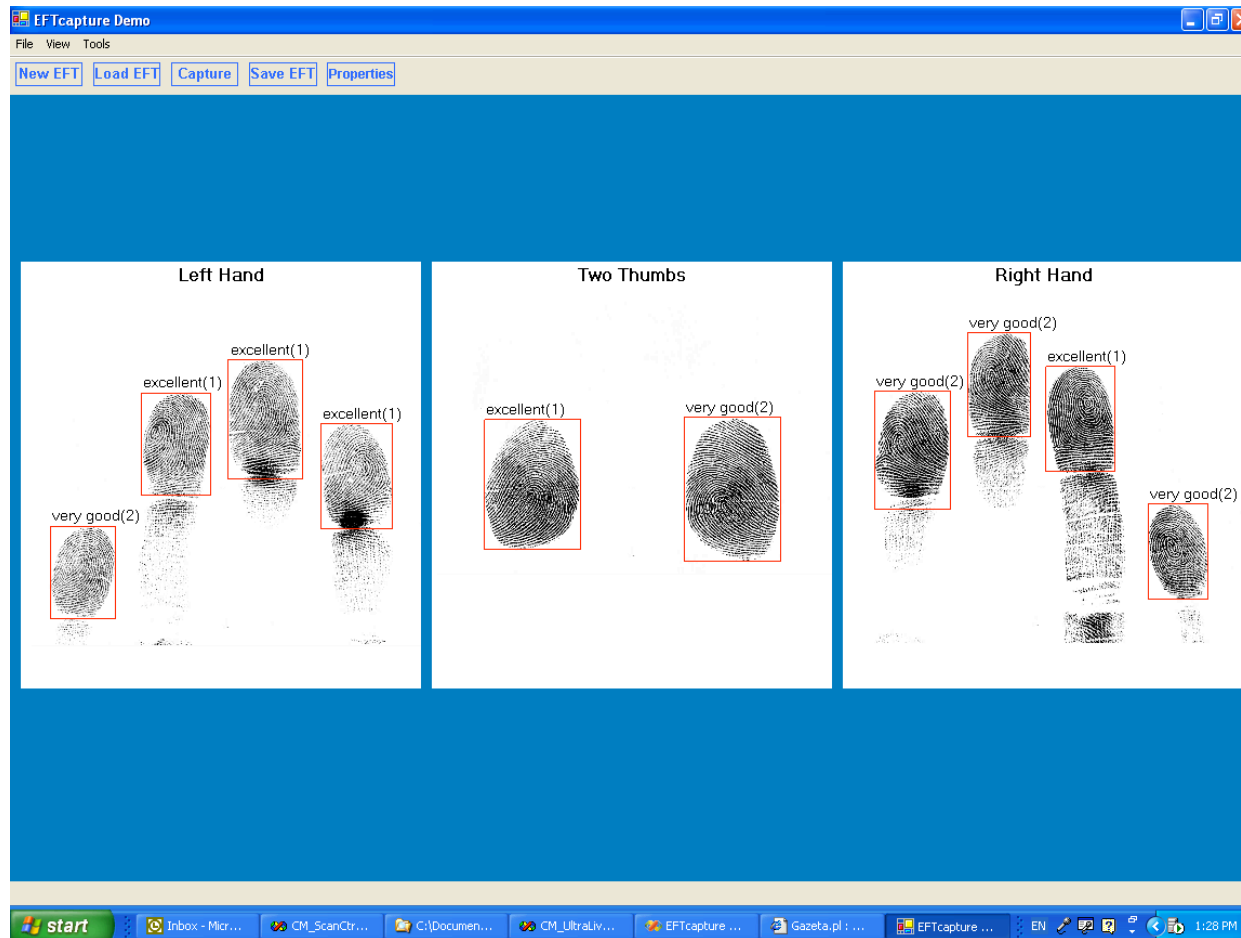 EFTcapture Demo
File View Tools
New EFT Load EFT Capture Save EFT Properties
Left Hand
excellent(1)
excellent(1)
excellent(1)
very good(2)
Two Thumbs
excellent(1)
very good(2)
Right Hand
very good(2)
excellent(1)
very good(2)
very good(2)
start Inbox - Micr... CM_ScanCtr... C:\Documen... CM_UltraLiv... EFTcapture ... Gazeta.pl : ... EFTcapture ... EN 1:28 PM